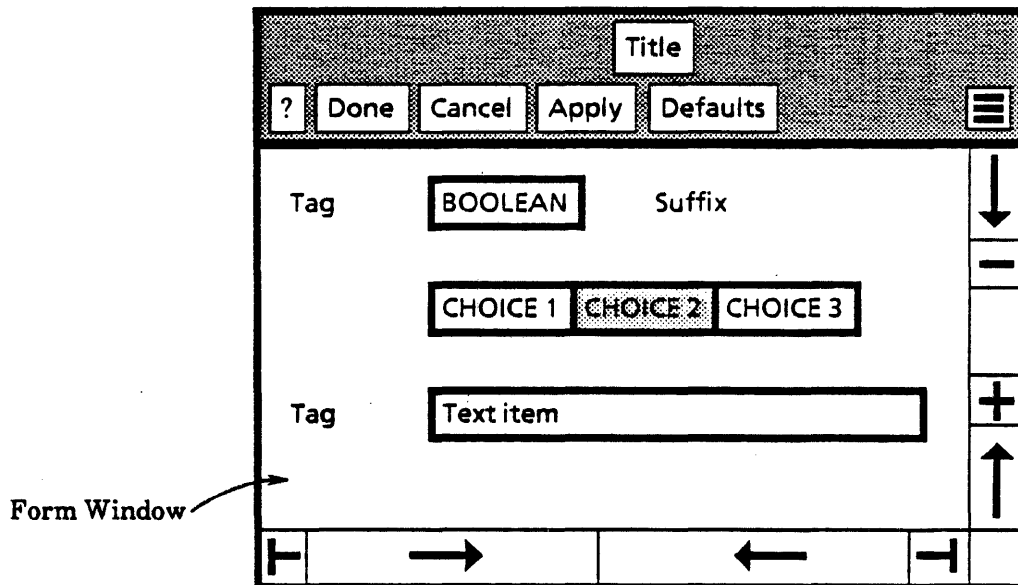 Title
? Done Cancel Apply Defaults
Tag BOOLEAN Suffix
CHOICE 1 CHOICE 2 CHOICE 3
Tag Text item
Form Window